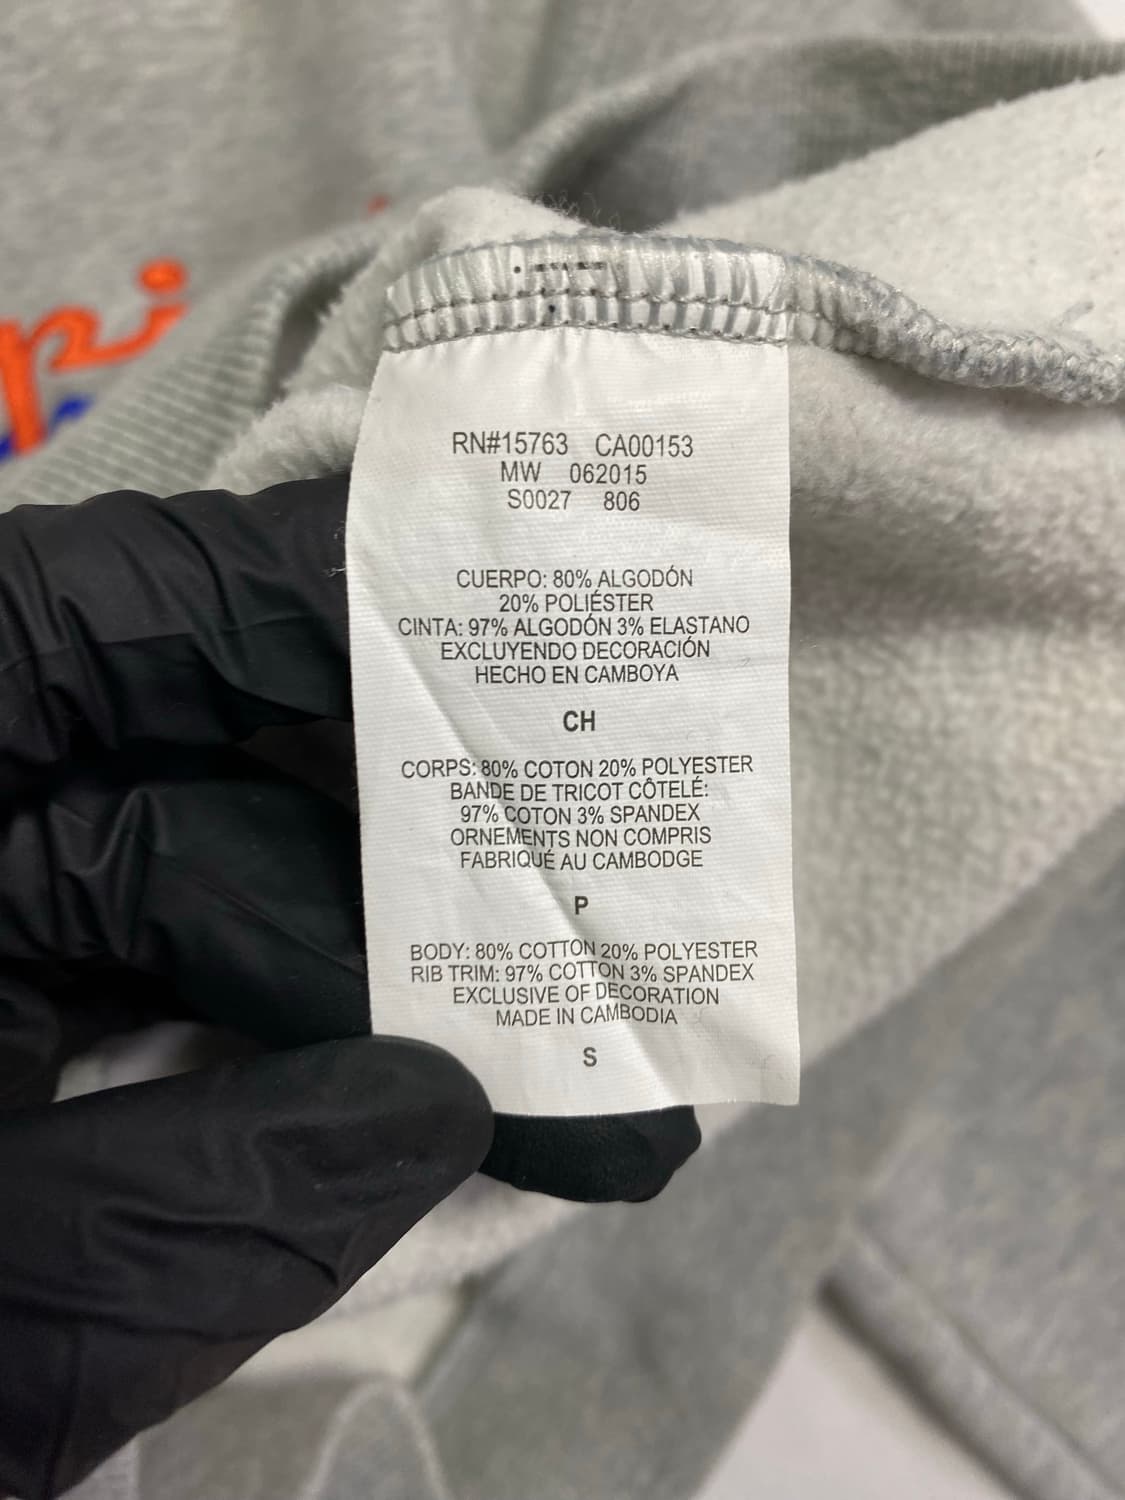 pi
RN#15763 CA00153
MW 062015
S0027 806
CUERPO: 80% ALGODÓN
20% POLIÉSTER
CINTA: 97% ALGODÓN 3% ELASTANO
EXCLUYENDO DECORACIÓN
HECHO EN CAMBOYA
CH
CORPS: 80% COTON 20% POLYESTER
BANDE DE TRICOT CÔTELÉ:
97% COTON 3% SPANDEX
ORNEMENTS NON COMPRIS
FABRIQUÉ AU CAMBODGE
P
BODY: 80% COTTON 20% POLYESTER
RIB TRIM: 97% COTTON 3% SPANDEX
EXCLUSIVE OF DECORATION
MADE IN CAMBODIA
S